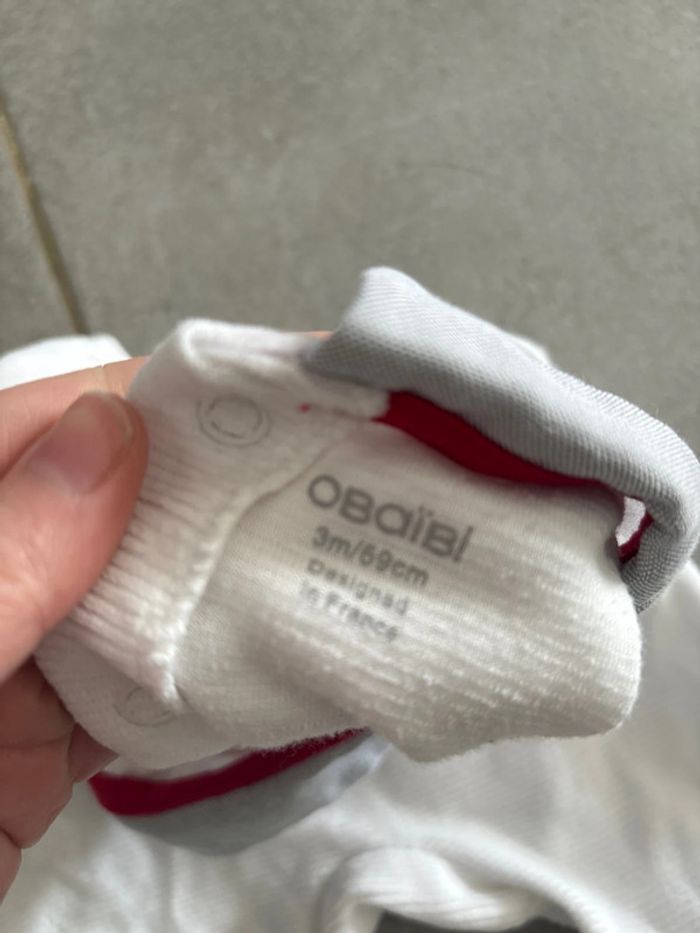 OBaïBI
3m/59cm
Designed
in France